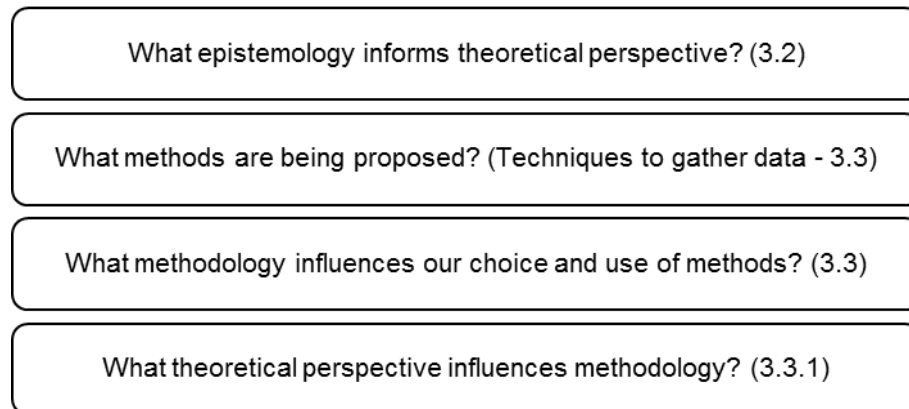 What epistemology informs theoretical perspective? (3.2)
What methods are being proposed? (Techniques to gather data - 3.3)
What methodology influences our choice and use of methods? (3.3)
What theoretical perspective influences methodology? (3.3.1)